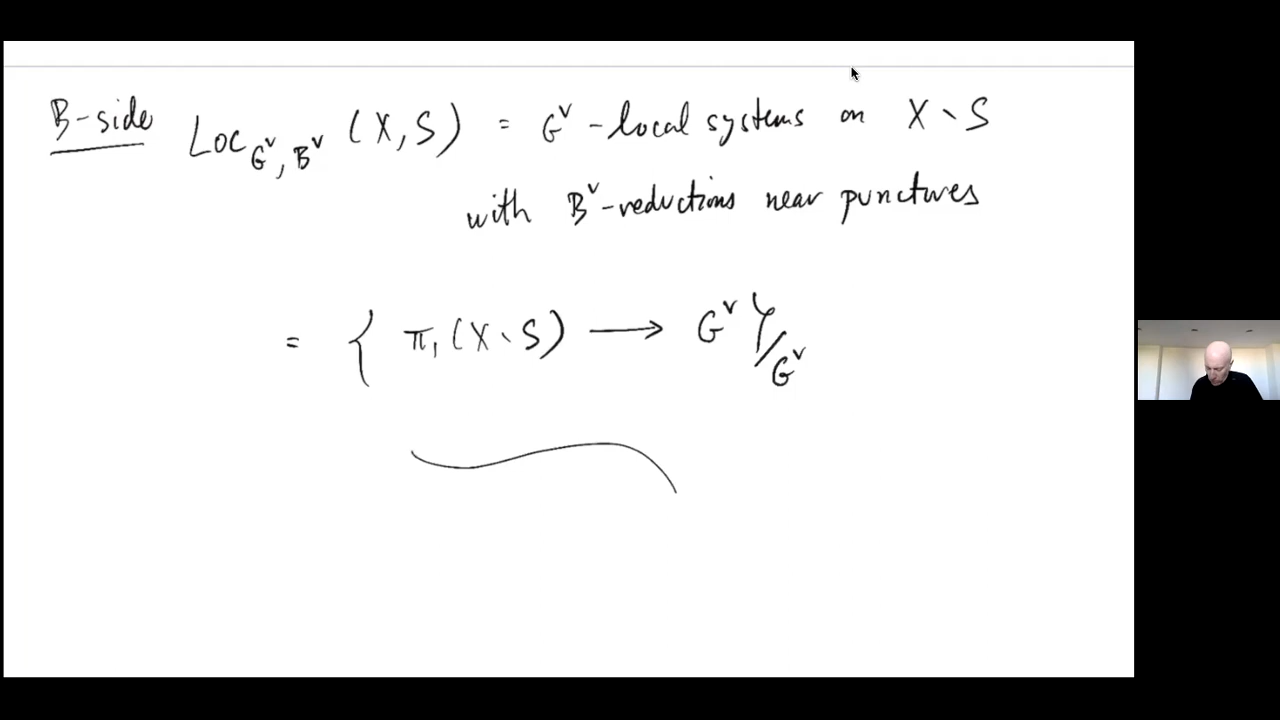 B-side Loc_{G^∨, B^∨} (X, S) = G^∨ - local systems on X \ S
with B^∨-reductions near punctures
= { π_1 (X \ S) ⟶ G^∨ } / G^∨